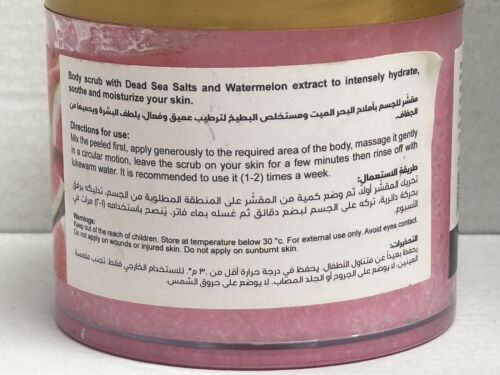 Body scrub with Dead Sea Salts and Watermelon extract to intensely hydrate,
soothe and moisturize your skin.
مقشّر للجسم بأملاح البحر الميت ومستخلص البطيخ لترطيب عميق وفعال، يلطف البشرة ويحميها من
الجفاف.
Directions for use:
Mix the peeled first, apply generously to the required area of the body, massage it gently
in a circular motion, leave the scrub on your skin for a few minutes then rinse off with
lukewarm water. It is recommended to use it (1-2) times a week.
طريقة الاستعمال:
تحريك المقشّر أولاً، ثم وضع كمية من المقشّر على المنطقة المطلوبة من الجسم، تدليكه برفق
بحركة دائرية، تركه على الجسم لبضع دقائق ثم غسله بماء فاتر. يُنصح باستخدامه (١-٢) مرات في
الأسبوع.
Warnings:
Keep out of the reach of children. Store at temperature below 30 °c. For external use only. Avoid eyes contact.
Do not apply on wounds or injured skin. Do not apply on sunburnt skin.
التحذيرات:
يحفظ بعيداً عن متناول الأطفال. يحفظ في درجة حرارة أقل من ٣٠ م°. للاستخدام الخارجي فقط. تجنب ملامسة
العينين. لا يوضع على الجروح أو الجلد المصاب. لا يوضع على حروق الشمس.